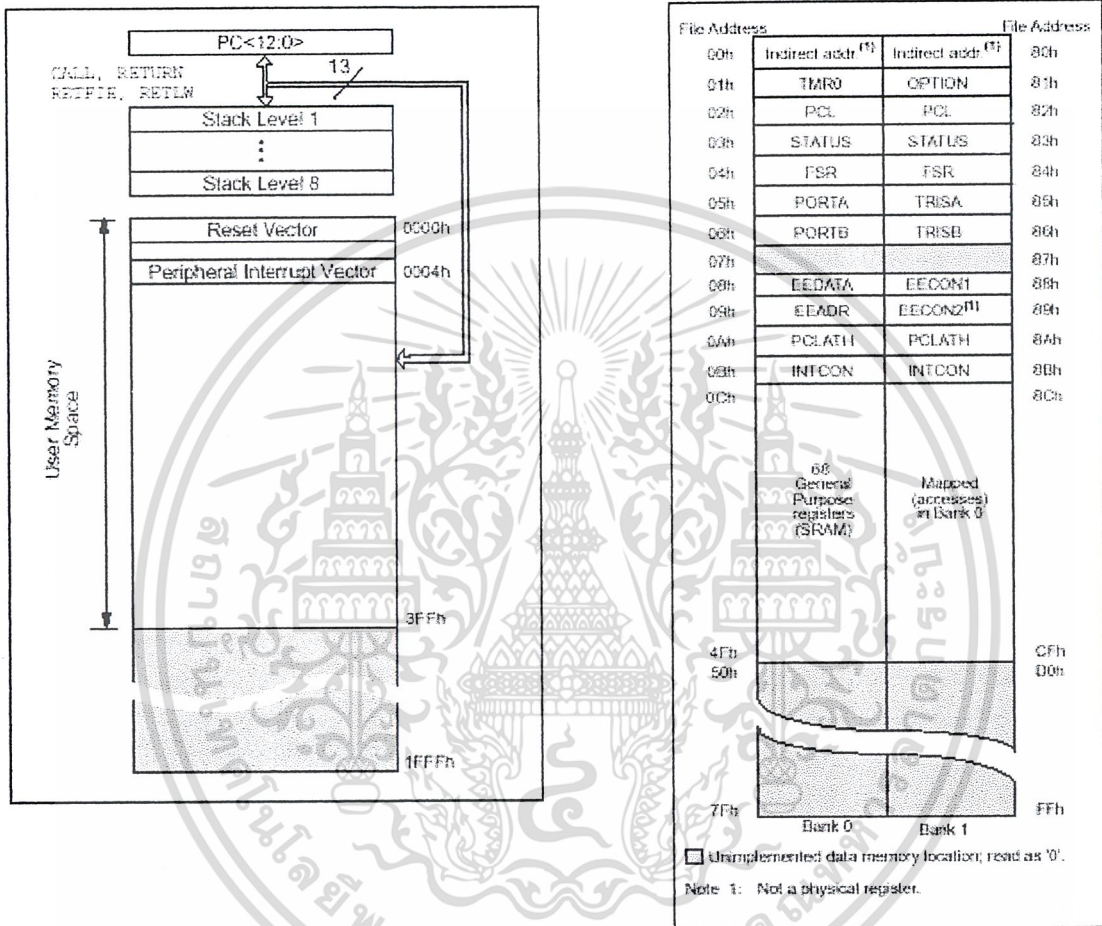 PC<12:0>
CALL, RETURN
RETFIE, RETLW
13
Stack Level 1
Stack Level 8
User Memory
Space
Reset Vector 0000h
Peripheral Interrupt Vector 0004h
3FFh
1FFFh
File Address File Address
00h Indirect addr.(1) Indirect addr.(1) 80h
01h TMR0 OPTION 81h
02h PCL PCL 82h
03h STATUS STATUS 83h
04h FSR FSR 84h
05h PORTA TRISA 85h
06h PORTB TRISB 86h
07h 87h
08h EEDATA EECON1 88h
09h EEADR EECON2(1) 89h
0Ah PCLATH PCLATH 8Ah
0Bh INTCON INTCON 8Bh
0Ch 8Ch
68
General
Purpose
registers
(SRAM)
Mapped
(accesses)
in Bank 0
4Fh CFh
50h D0h
7Fh FFh
Bank 0 Bank 1
Unimplemented data memory location; read as '0'.
Note 1: Not a physical register.